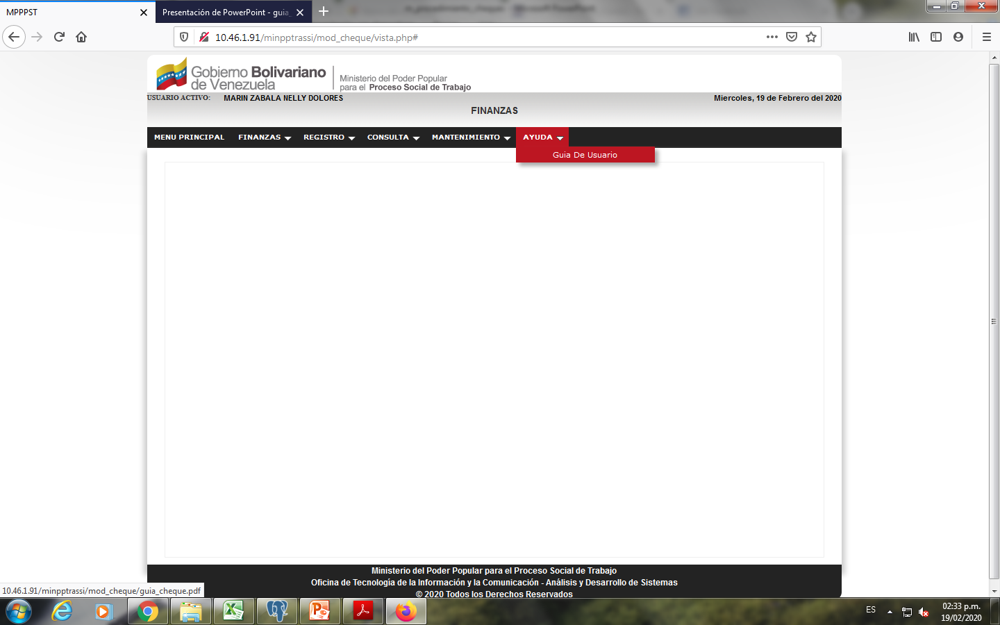 MPPPST
Presentación de PowerPoint - guia_
10.46.1.91/minpptrassi/mod_cheque/vista.php#
Gobierno Bolivariano
de Venezuela
Ministerio del Poder Popular
para el Proceso Social de Trabajo
USUARIO ACTIVO: MARIN ZABALA NELLY DOLORES
Miercoles, 19 de Febrero del 2020
FINANZAS
MENU PRINCIPAL FINANZAS REGISTRO CONSULTA MANTENIMIENTO AYUDA
Guia De Usuario
Ministerio del Poder Popular para el Proceso Social de Trabajo
Oficina de Tecnología de la Información y la Comunicación - Análisis y Desarrollo de Sistemas
© 2020 Todos los Derechos Reservados
10.46.1.91/minpptrassi/mod_cheque/guia_cheque.pdf
ES
02:33 p.m.
19/02/2020